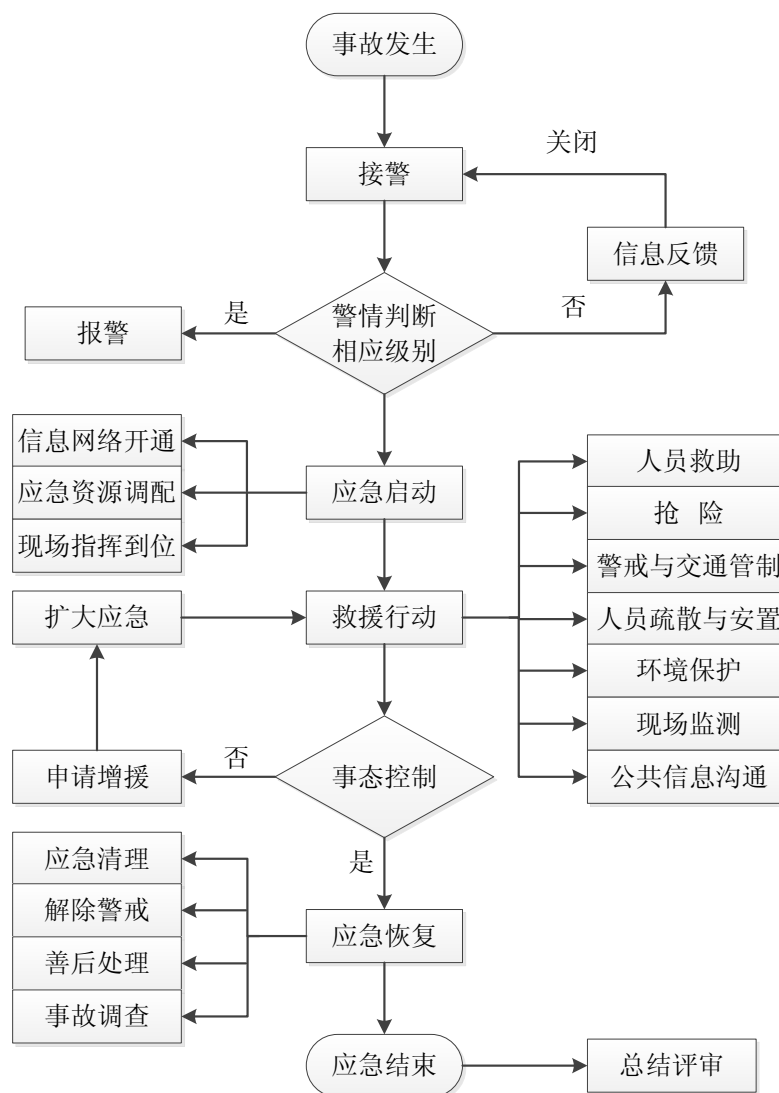 事故发生
关闭
接警
信息反馈
是
警情判断
相应级别
否
报警
信息网络开通
应急资源调配
现场指挥到位
应急启动
人员救助
抢 险
警戒与交通管制
人员疏散与安置
环境保护
现场监测
公共信息沟通
扩大应急
救援行动
申请增援
否
事态控制
是
应急清理
解除警戒
善后处理
事故调查
应急恢复
应急结束
总结评审